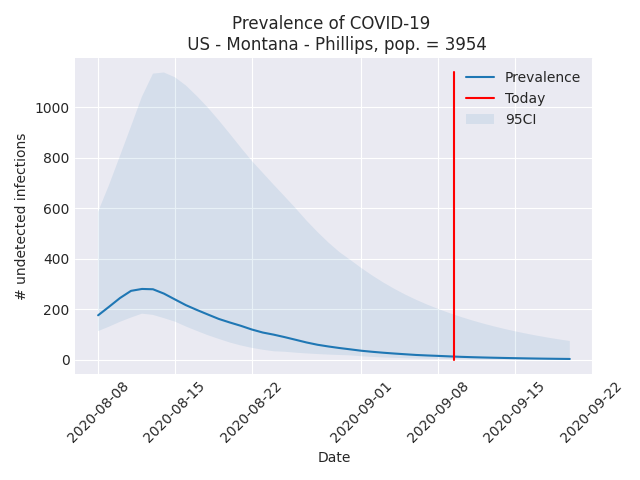 Prevalence of COVID-19
US - Montana - Phillips, pop. = 3954
Prevalence
Today
95CI
# undetected infections
1000
800
600
400
200
0
2020-08-08
2020-08-15
2020-08-22
2020-09-01
2020-09-08
2020-09-15
2020-09-22
Date